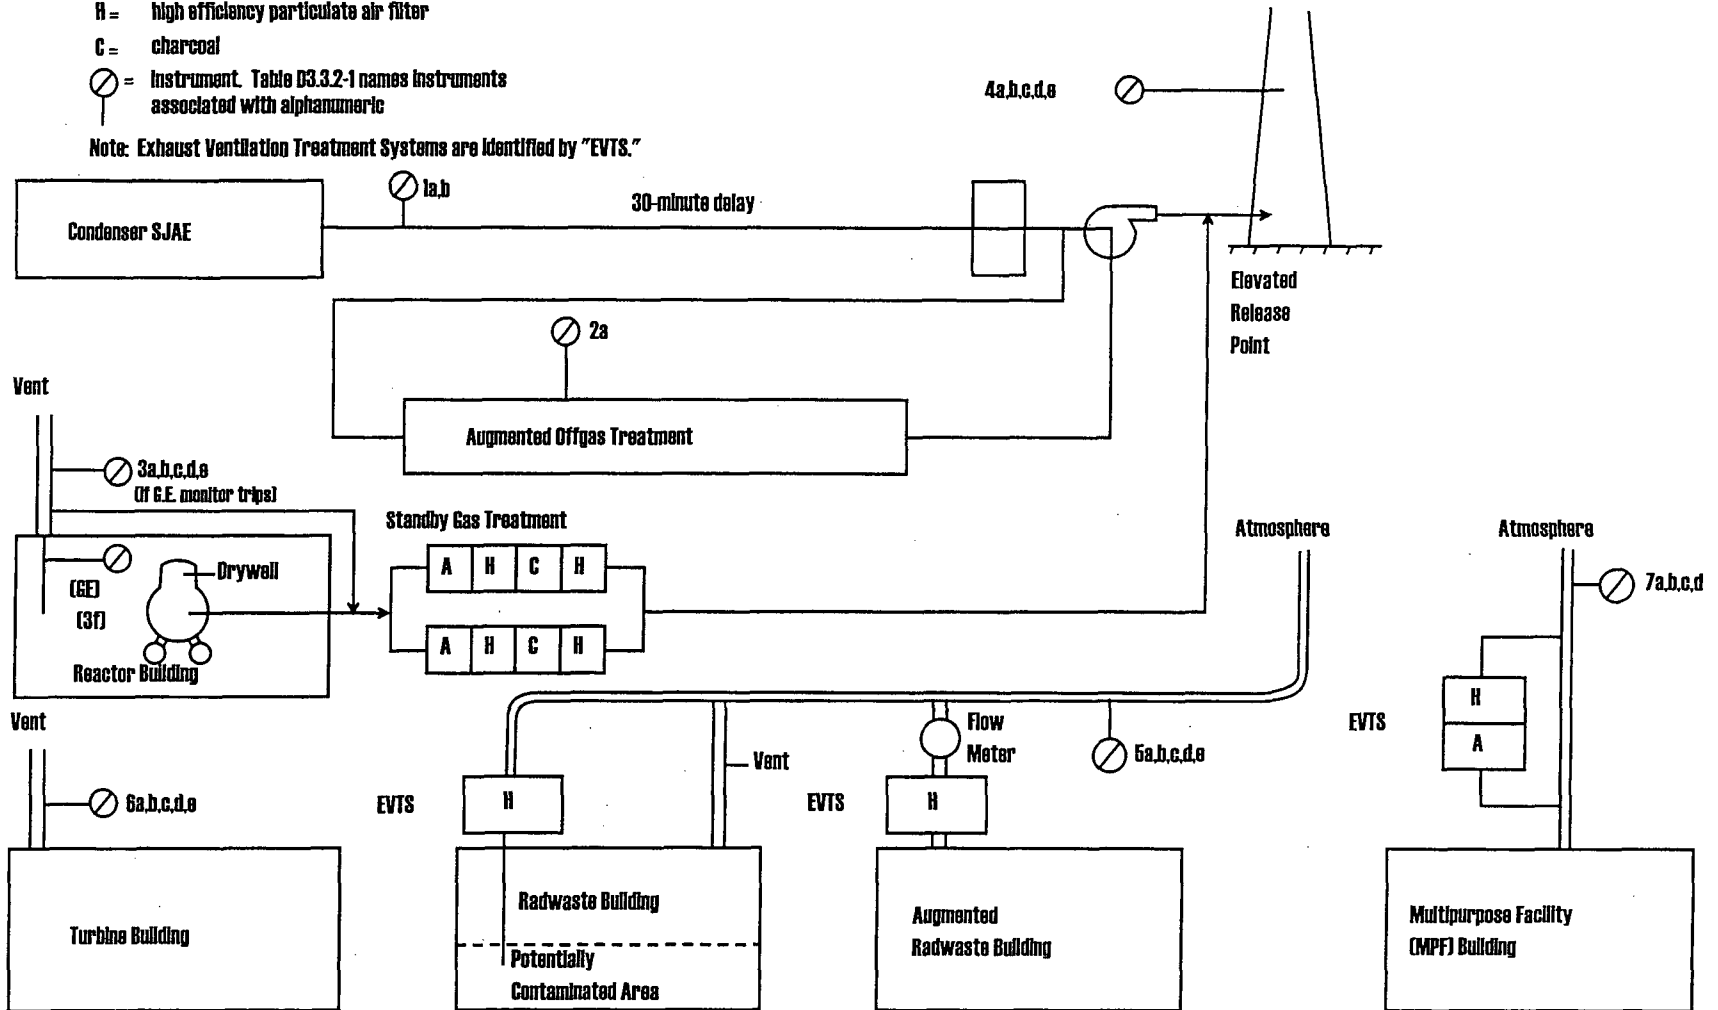 H = high efficiency particulate air filter
C = charcoal
= Instrument. Table D3.3.2-1 names instruments
associated with alphanumeric
Note: Exhaust Ventilation Treatment Systems are identified by "EVTS."
4a,b,c,d,e
1a,b
30-minute delay
Condenser SJAE
Elevated
Release
Point
2a
Augmented Offgas Treatment
Vent
3a,b,c,d,e
(if G.E. monitor trips)
Standby Gas Treatment
A H C H
A H C H
(GE)
(3f)
Drywell
Reactor Building
Atmosphere
Atmosphere
7a,b,c,d
EVTS
H
A
Vent
6a,b,c,d,e
Turbine Building
EVTS
H
Vent
Radwaste Building
Potentially
Contaminated Area
EVTS
H
Flow
Meter
5a,b,c,d,e
Augmented
Radwaste Building
Multipurpose Facility
(MPF) Building